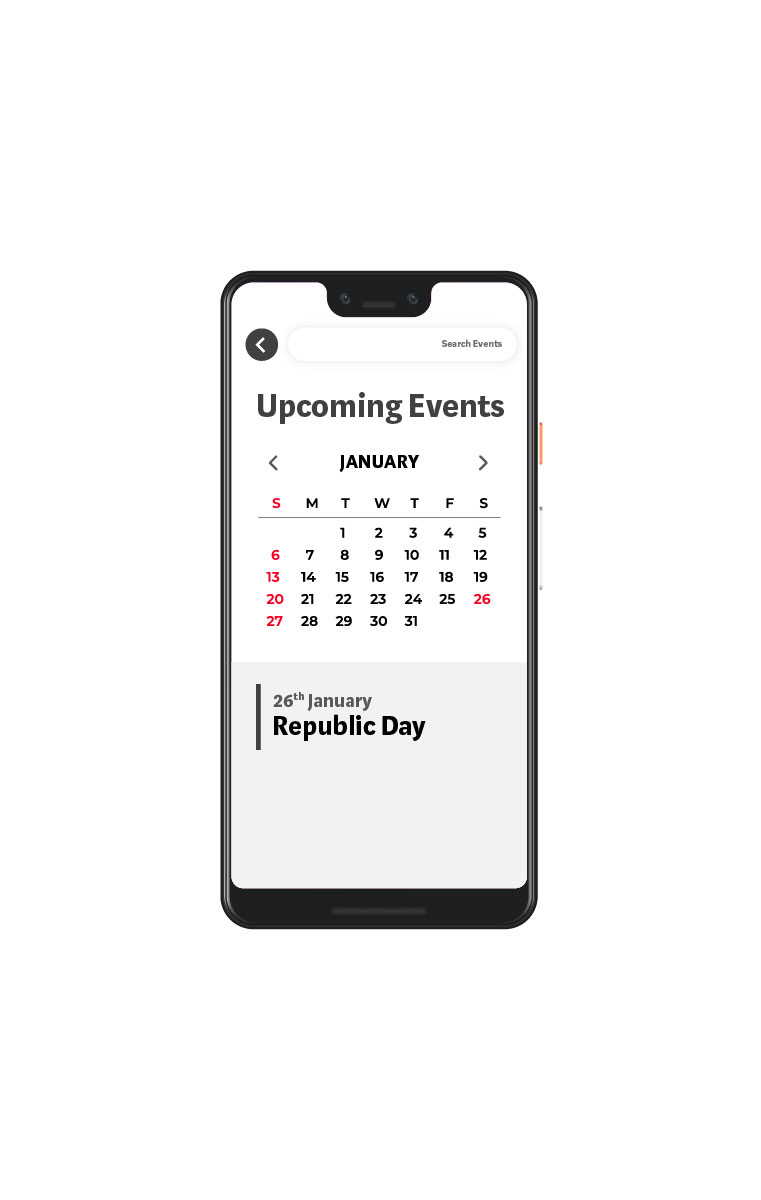 Search Events
Upcoming Events
JANUARY
S M T W T F S
1 2 3 4 5
6 7 8 9 10 11 12
13 14 15 16 17 18 19
20 21 22 23 24 25 26
27 28 29 30 31
26th January
Republic Day